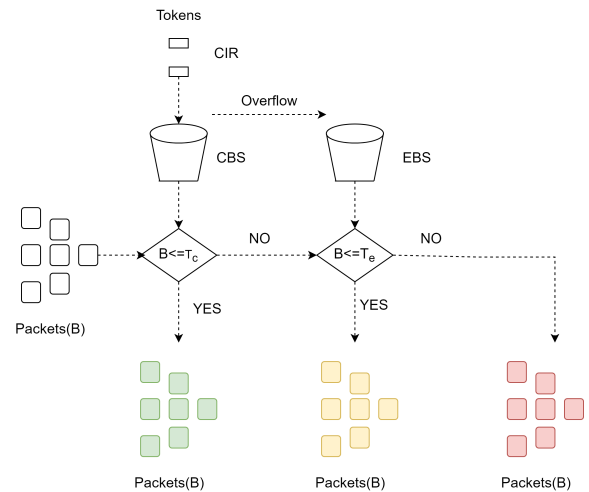 Tokens
CIR
Overflow
CBS
EBS
B<=Tc
NO
B<=Te
NO
YES
YES
Packets(B)
Packets(B)
Packets(B)
Packets(B)